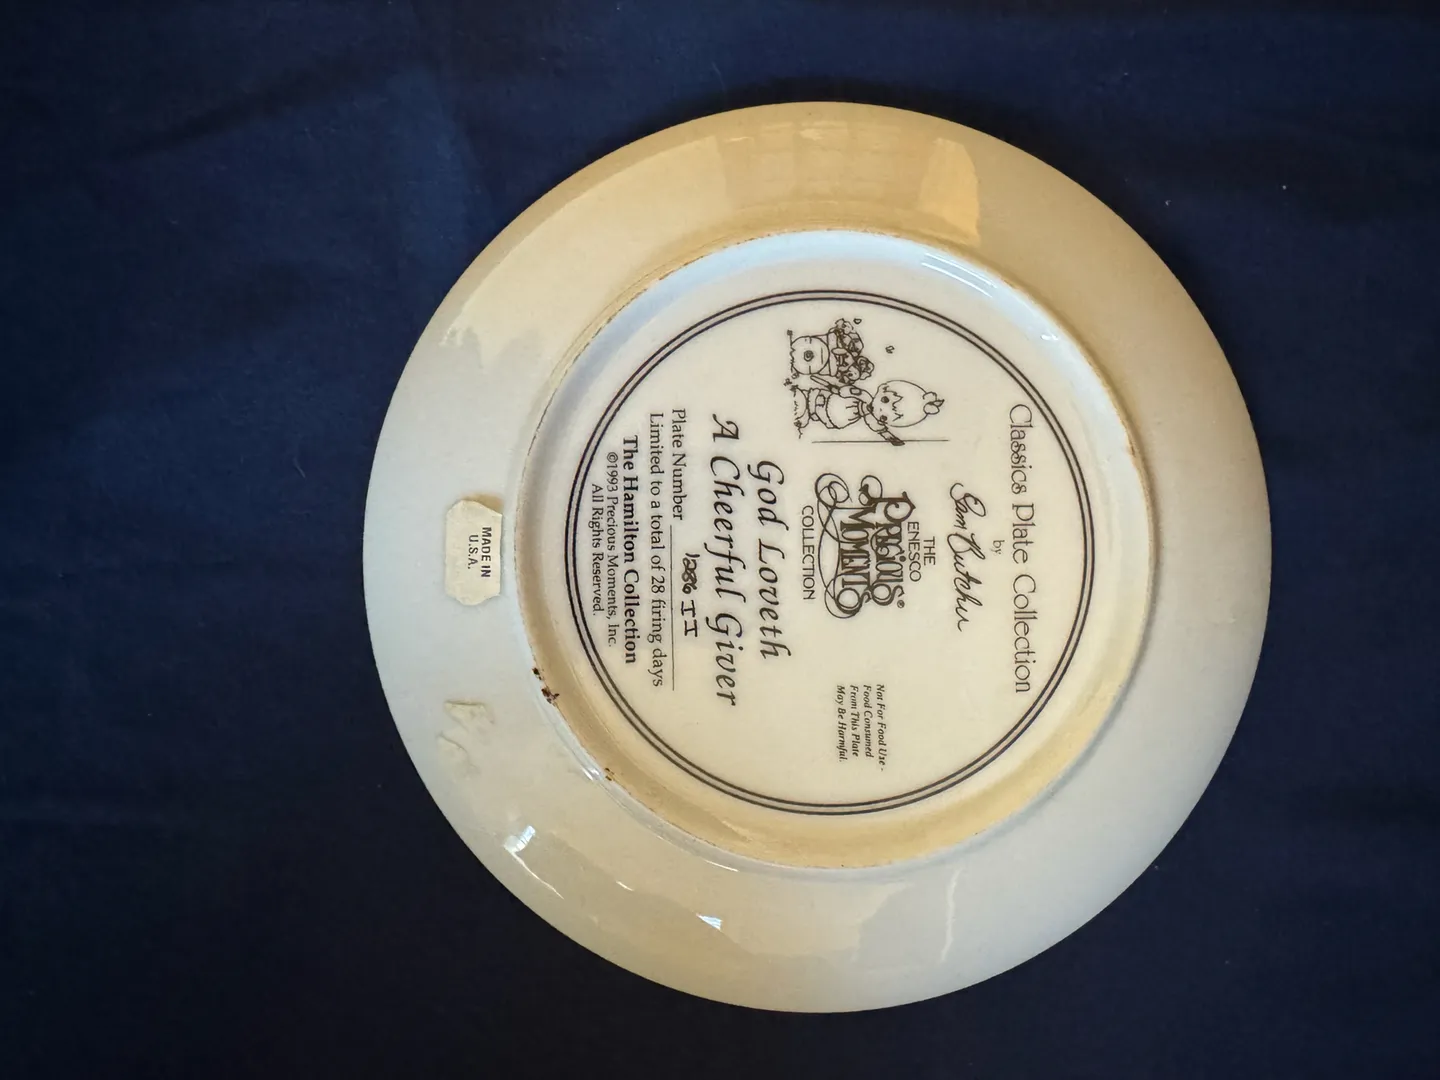 Classics Plate Collection
by
Sam Butcher
THE
ENESCO
PRECIOUS
MOMENTS®
COLLECTION
Not For Food Use -
Food Consumed
From This Plate
May Be Harmful.
God Loveth
A Cheerful Giver
Plate Number 1286 II
Limited to a total of 28 firing days
The Hamilton Collection
©1993 Precious Moments, Inc.
All Rights Reserved.
MADE IN
U.S.A.